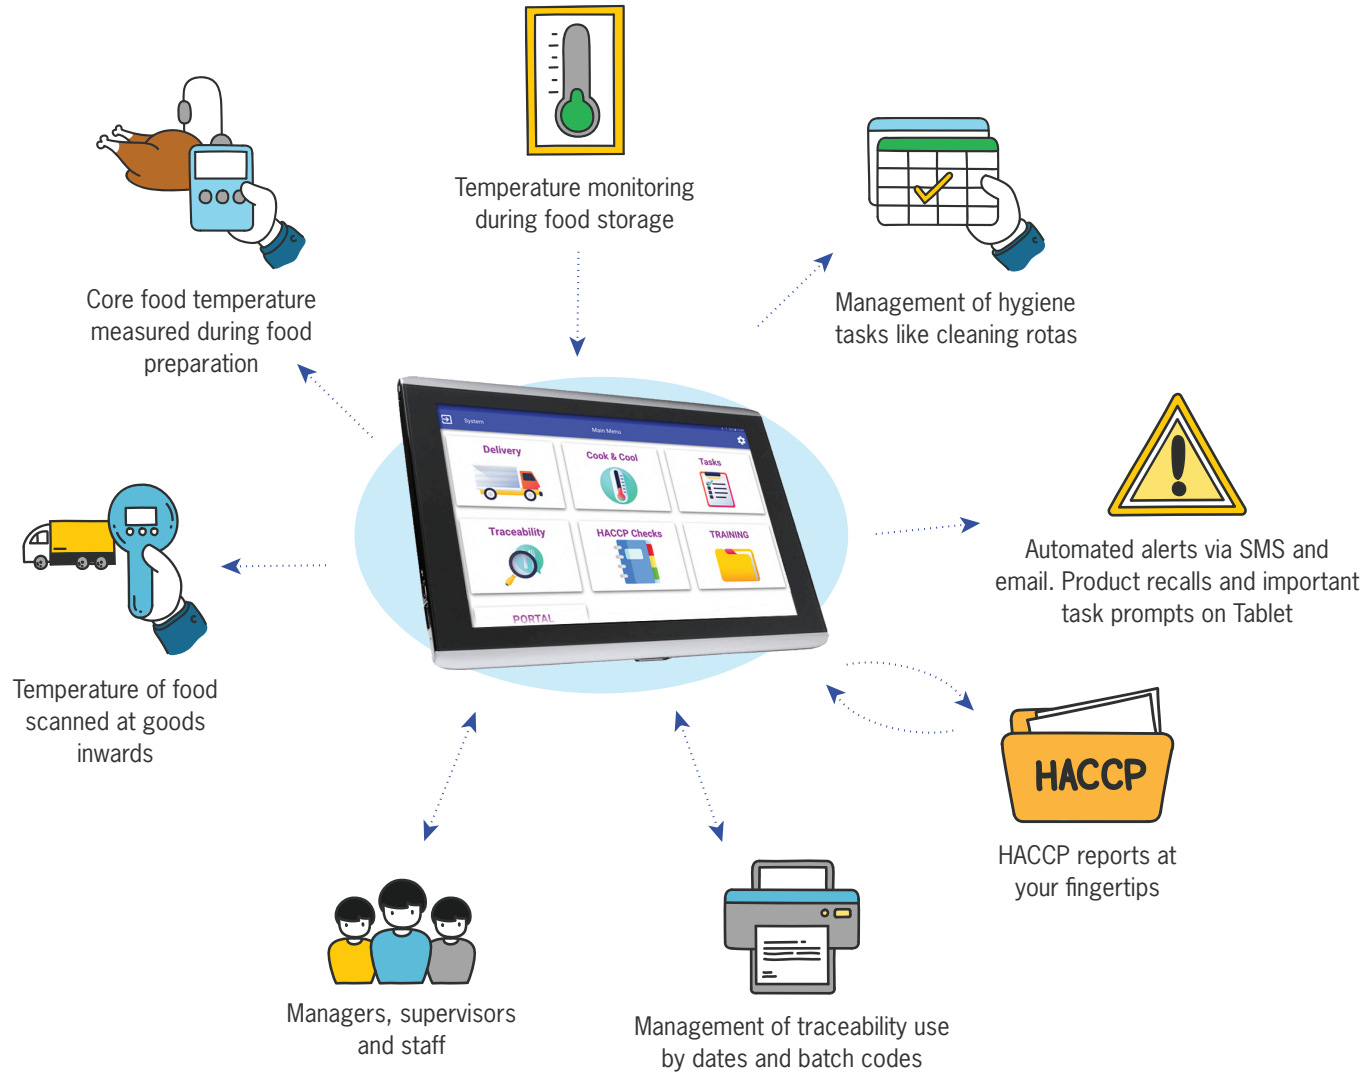 Temperature monitoring
during food storage
Core food temperature
measured during food
preparation
Management of hygiene
tasks like cleaning rotas
System
Main Menu
Delivery
Cook & Cool
Tasks
Traceability
HACCP Checks
TRAINING
PORTAL
Automated alerts via SMS and
email. Product recalls and important
task prompts on Tablet
Temperature of food
scanned at goods
inwards
HACCP
HACCP reports at
your fingertips
Managers, supervisors
and staff
Management of traceability use
by dates and batch codes